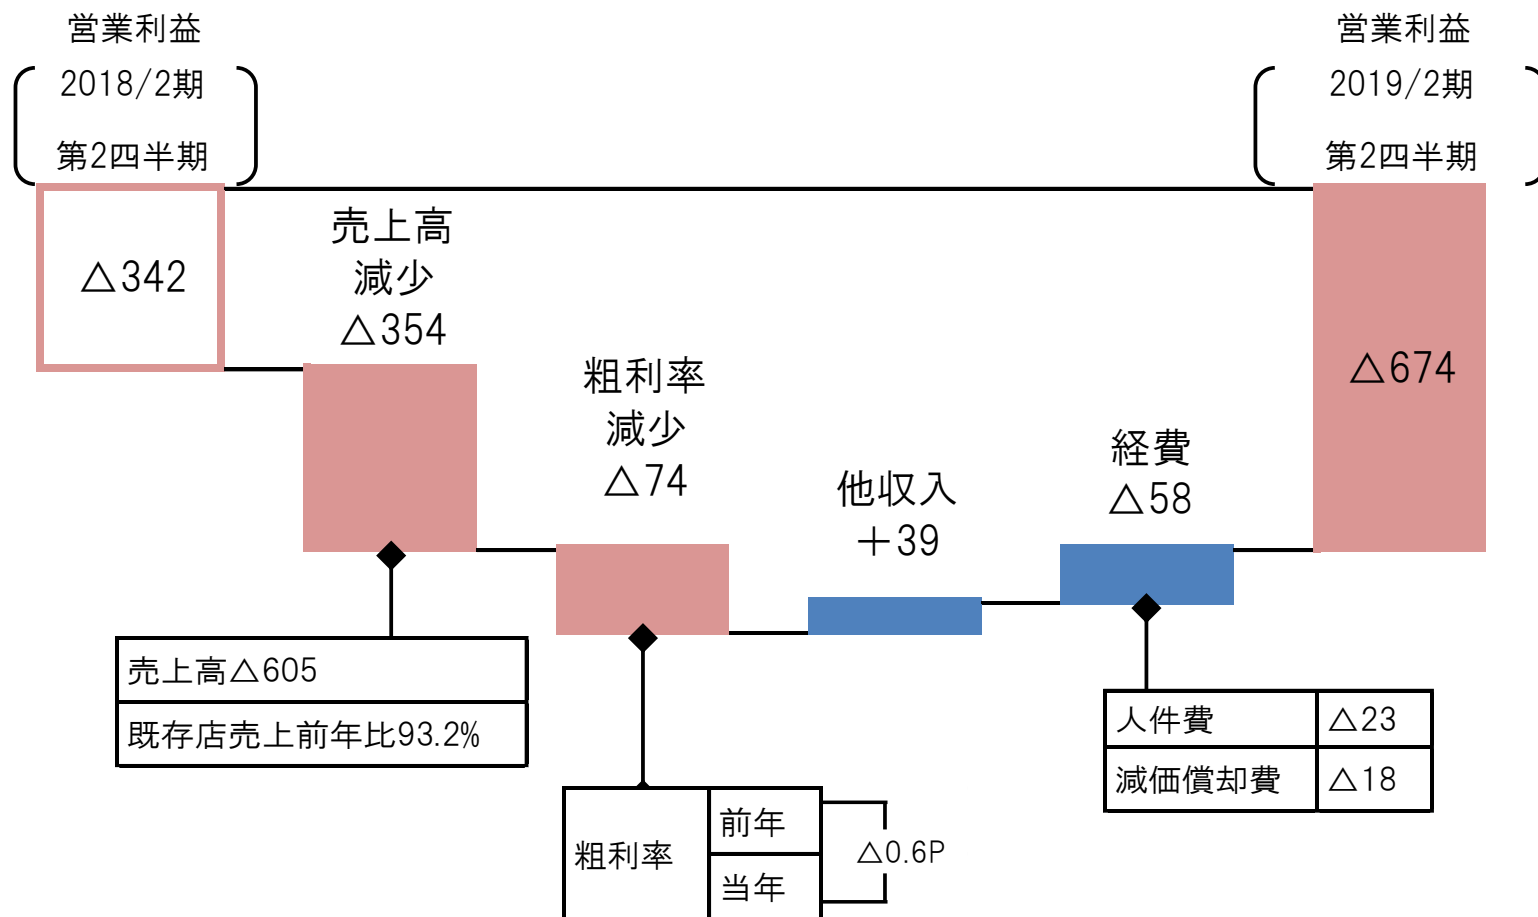 営業利益
2018/2期
第2四半期
営業利益
2019/2期
第2四半期
△342
売上高
減少
△354
粗利率
減少
△74
他収入
＋39
経費
△58
△674
売上高△605
既存店売上前年比93.2%
粗利率
前年
当年
△0.6P
人件費 △23
減価償却費 △18